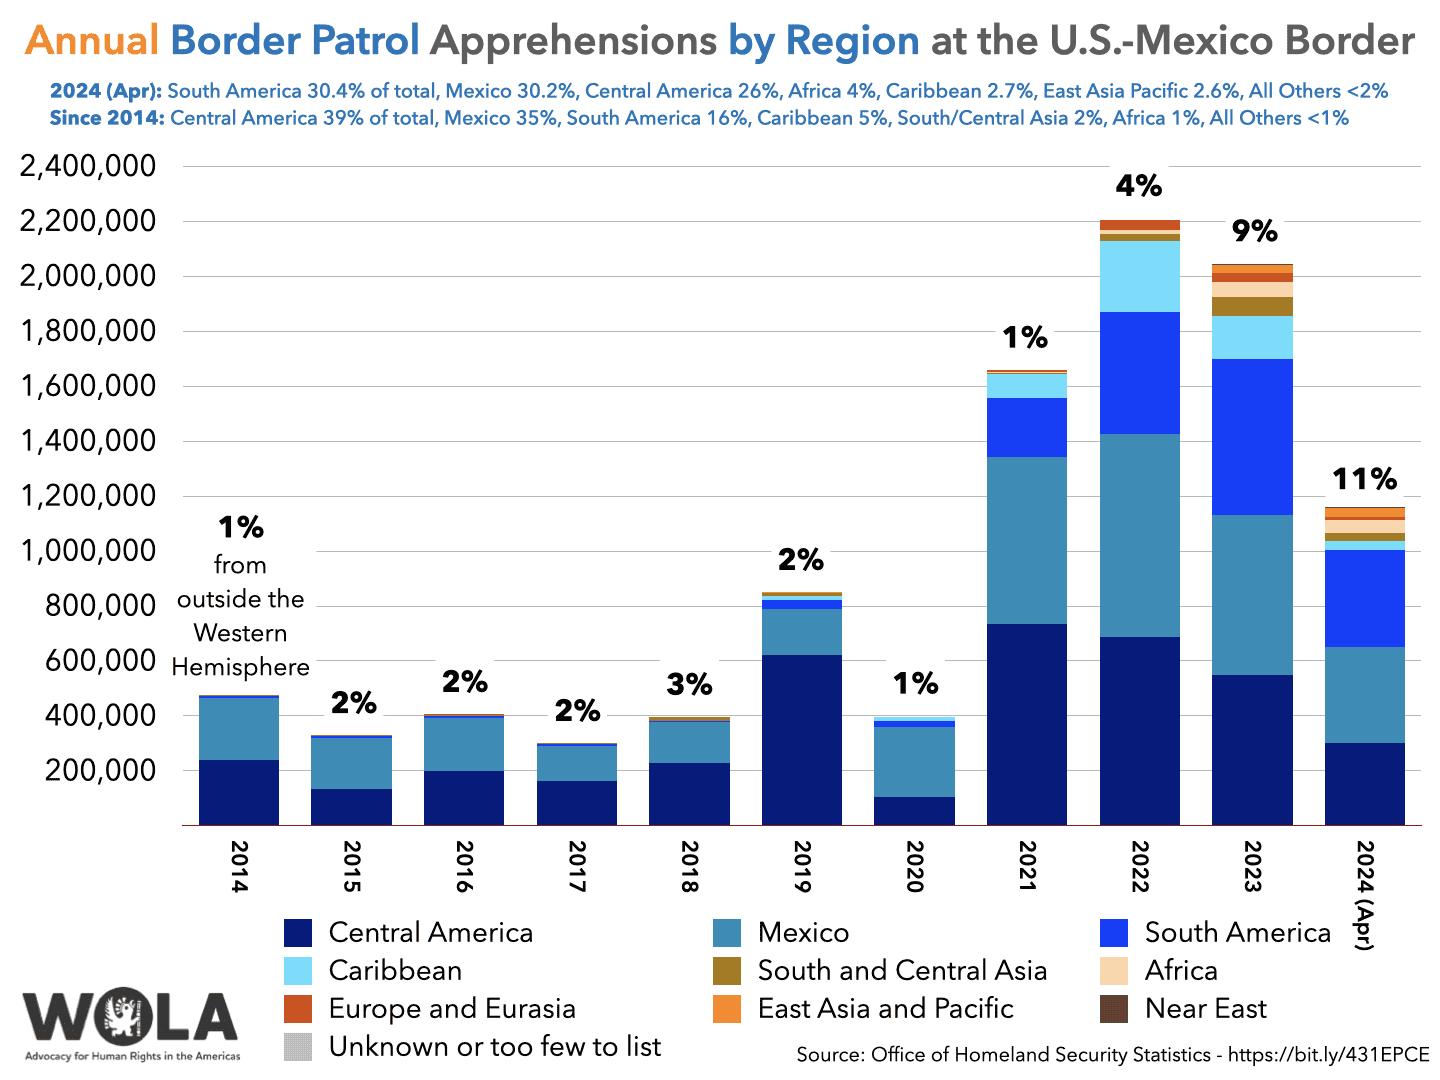 Annual Border Patrol Apprehensions by Region at the U.S.-Mexico Border
2024 (Apr): South America 30.4% of total, Mexico 30.2%, Central America 26%, Africa 4%, Caribbean 2.7%, East Asia Pacific 2.6%, All Others <2%
Since 2014: Central America 39% of total, Mexico 35%, South America 16%, Caribbean 5%, South/Central Asia 2%, Africa 1%, All Others <1%
2,400,000
2,200,000
2,000,000
1,800,000
1,600,000
1,400,000
1,200,000
1,000,000
800,000
600,000
400,000
200,000
1%
from
outside the
Western
Hemisphere
2%
2%
2%
3%
2%
1%
1%
4%
9%
11%
2014
2015
2016
2017
2018
2019
2020
2021
2022
2023
2024 (Apr)
Central America
Mexico
South America
Caribbean
South and Central Asia
Africa
Europe and Eurasia
East Asia and Pacific
Near East
Unknown or too few to list
WOLA
Advocacy for Human Rights in the Americas
Source: Office of Homeland Security Statistics - https://bit.ly/431EPCE